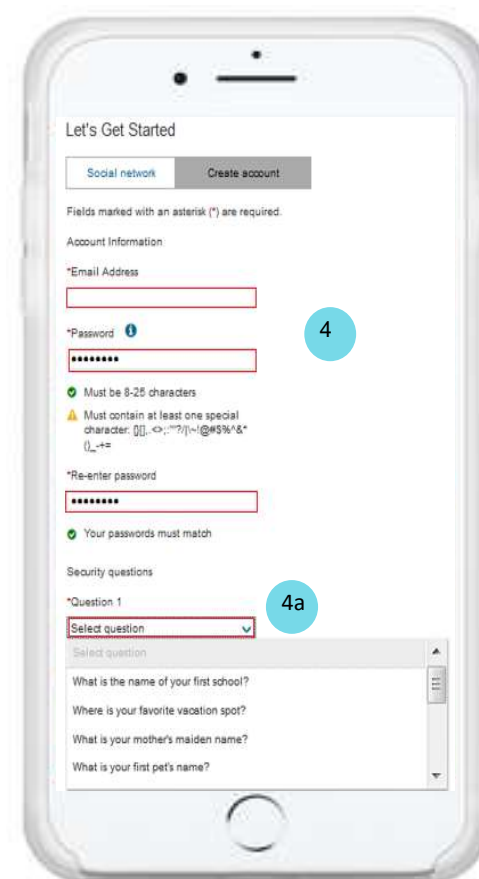 Let's Get Started
Social network Create account
Fields marked with an asterisk (*) are required.
Account Information
*Email Address
4
*Password
••••••••
Must be 8-25 characters
Must contain at least one special
character: {}[],.<>;:'"?/|\~!@#$%^&*
()_-+=
*Re-enter password
••••••••
Your passwords must match
Security questions
4a
*Question 1
Select question
Select question
What is the name of your first school?
Where is your favorite vacation spot?
What is your mother's maiden name?
What is your first pet's name?